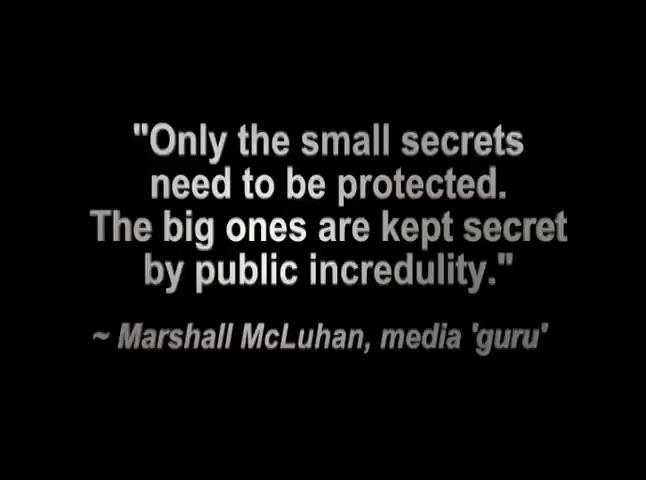 "Only the small secrets
need to be protected.
The big ones are kept secret
by public incredulity."
~ Marshall McLuhan, media 'guru'